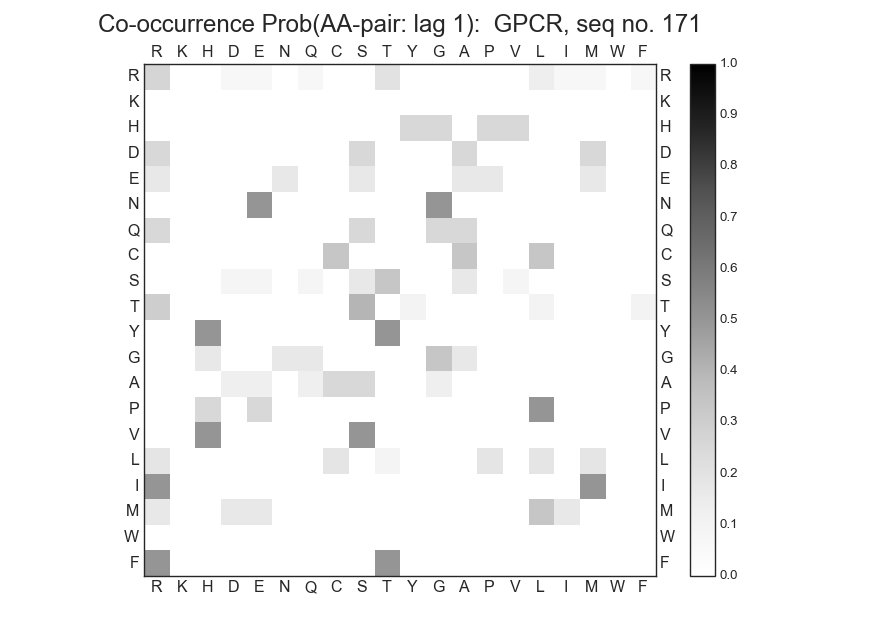 Co-occurrence Prob(AA-pair: lag 1):  GPCR, seq no. 171
R K H D E N Q C S T Y G A P V L I M W F
R R 1.0
K K
H H 0.9
D D 0.8
E E
N N 0.7
Q Q
C C 0.6
S S
T T 0.5
Y Y
G G 0.4
A A
P P 0.3
V V
L L 0.2
I I
M M 0.1
W W
F F 0.0
R K H D E N Q C S T Y G A P V L I M W F